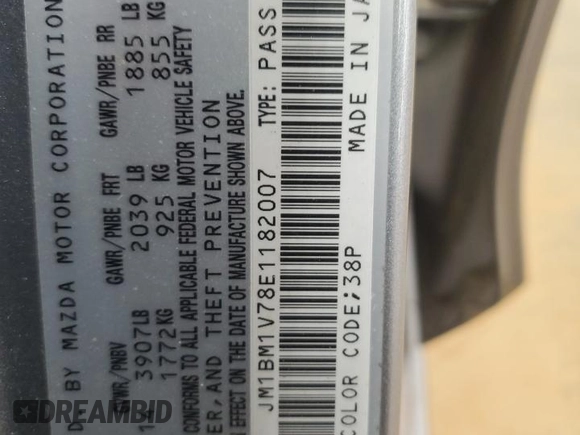 D BY MAZDA MOTOR CORPORATION
GAWR/PNBE FRT GAWR/PNBE RR
GWR/PNBV
14 3907LB 2039 LB 1885 LB
1772KG 925 KG 855 KG
CONFORMS TO ALL APPLICABLE FEDERAL MOTOR VEHICLE SAFETY
ER,AND THEFT PREVENTION
EFFECT ON THE DATE OF MANUFACTURE SHOWN ABOVE.
JM1BM1V78E1182007 TYPE: PASS
COLOR CODE;38P MADE IN JA
DREAMBID